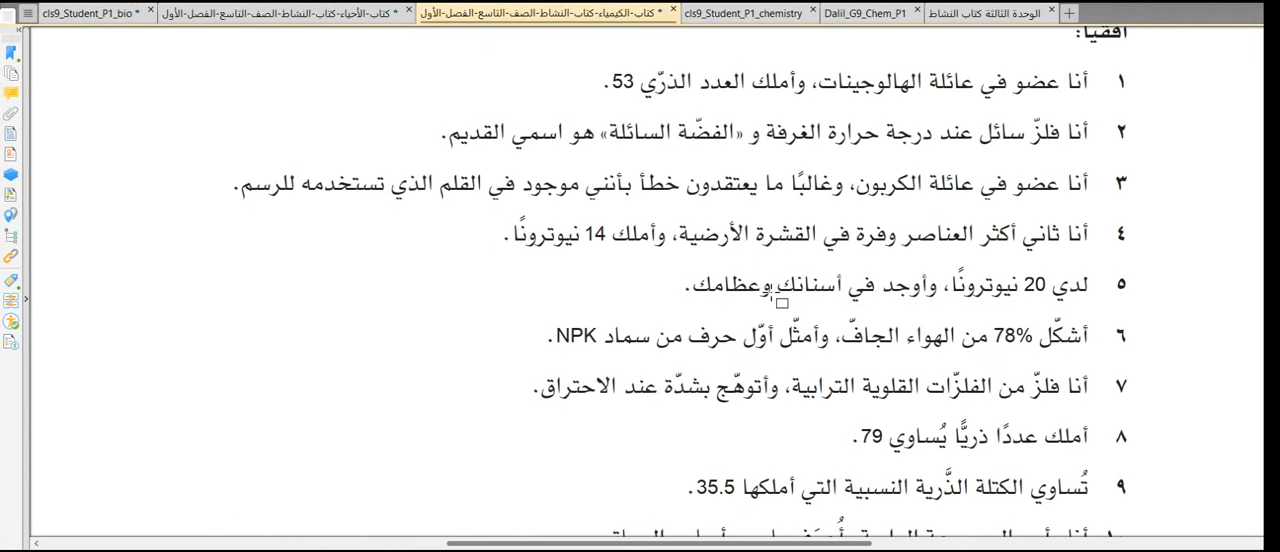 cls9_Student_P1_bio *
كتاب-الأحياء-كتاب-النشاط-الصف-التاسع-الفصل-الأول *
كتاب-الكيمياء-كتاب-النشاط-الصف-التاسع-الفصل-الأول *
cls9_Student_P1_chemistry
Dalil_G9_Chem_P1
الوحدة الثالثة كتاب النشاط
أفقيًا:
١ أنا عضو في عائلة الهالوجينات، وأملك العدد الذرّي 53.
٢ أنا فلزّ سائل عند درجة حرارة الغرفة و «الفضّة السائلة» هو اسمي القديم.
٣ أنا عضو في عائلة الكربون، وغالبًا ما يعتقدون خطأ بأنني موجود في القلم الذي تستخدمه للرسم.
٤ أنا ثاني أكثر العناصر وفرة في القشرة الأرضية، وأملك 14 نيوترونًا.
٥ لدي 20 نيوترونًا، وأوجد في أسنانك وعظامك.
٦ أشكّل 78% من الهواء الجافّ، وأمثّل أوّل حرف من سماد NPK.
٧ أنا فلزّ من الفلزّات القلوية الترابية، وأتوهّج بشدّة عند الاحتراق.
٨ أملك عددًا ذريًّا يُساوي 79.
٩ تُساوي الكتلة الذَّرية النسبية التي أملكها 35.5.